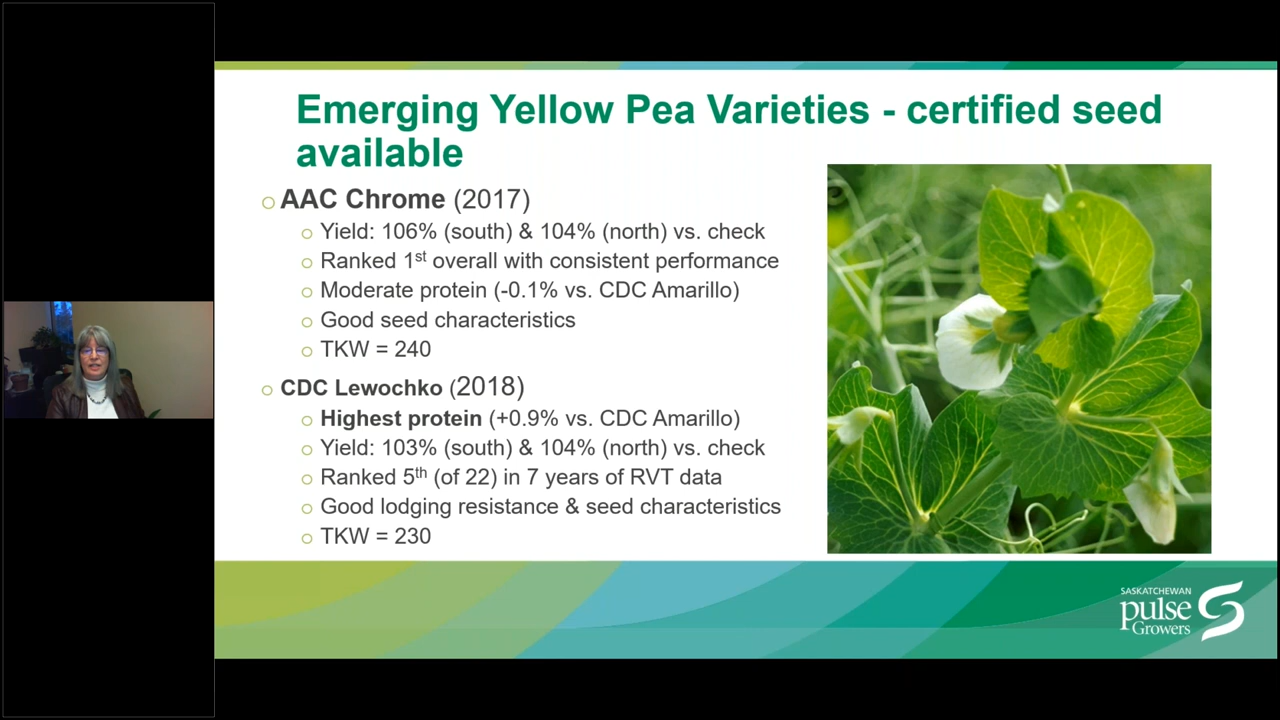 Emerging Yellow Pea Varieties - certified seed
available
AAC Chrome (2017)
Yield: 106% (south) & 104% (north) vs. check
Ranked 1st overall with consistent performance
Moderate protein (-0.1% vs. CDC Amarillo)
Good seed characteristics
TKW = 240
CDC Lewochko (2018)
Highest protein (+0.9% vs. CDC Amarillo)
Yield: 103% (south) & 104% (north) vs. check
Ranked 5th (of 22) in 7 years of RVT data
Good lodging resistance & seed characteristics
TKW = 230
SASKATCHEWAN
pulse
Growers